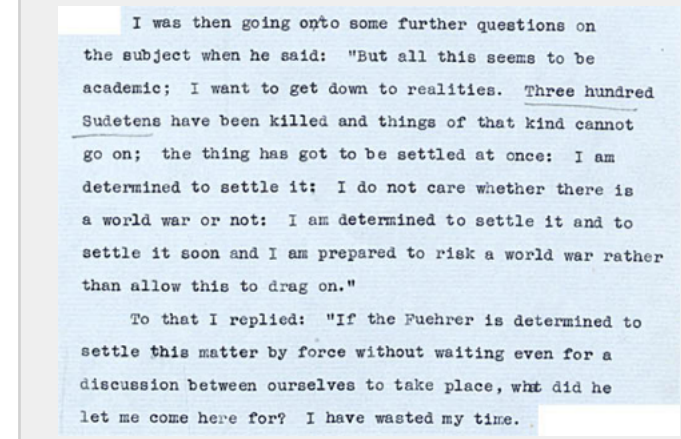 I was then going onto some further questions on
the subject when he said: "But all this seems to be
academic; I want to get down to realities. Three hundred
Sudetens have been killed and things of that kind cannot
go on; the thing has got to be settled at once: I am
determined to settle it: I do not care whether there is
a world war or not: I am determined to settle it and to
settle it soon and I am prepared to risk a world war rather
than allow this to drag on."
To that I replied: "If the Fuehrer is determined to
settle this matter by force without waiting even for a
discussion between ourselves to take place, what did he
let me come here for? I have wasted my time.